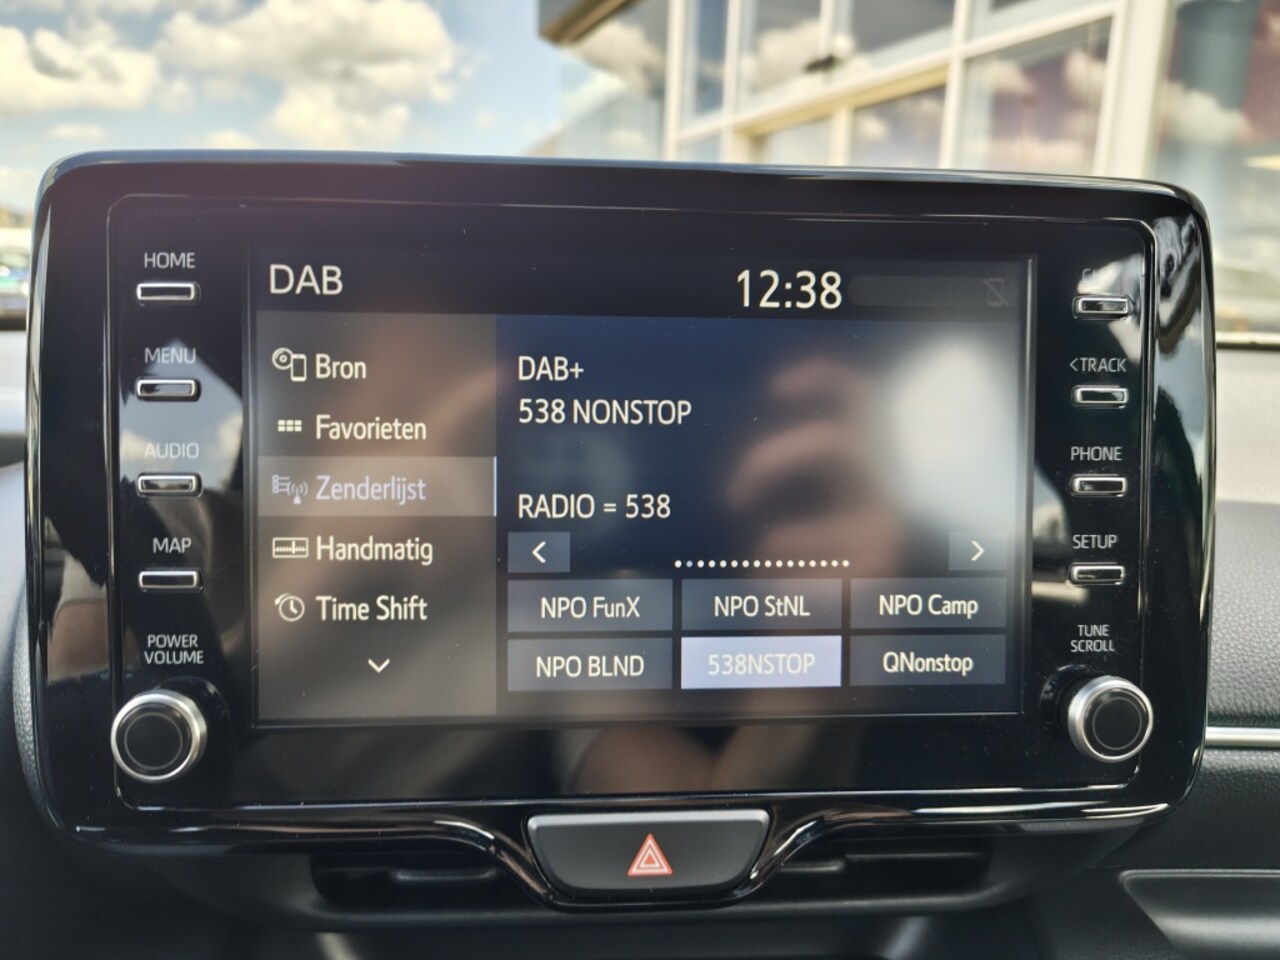 HOME
MENU
AUDIO
MAP
POWER
VOLUME
DAB
12:38
Bron
Favorieten
Zenderlijst
Handmatig
Time Shift
DAB+
538 NONSTOP
RADIO = 538
<
>
NPO FunX
NPO StNL
NPO Camp
NPO BLND
538NSTOP
QNonstop
<TRACK
PHONE
SETUP
TUNE
SCROLL